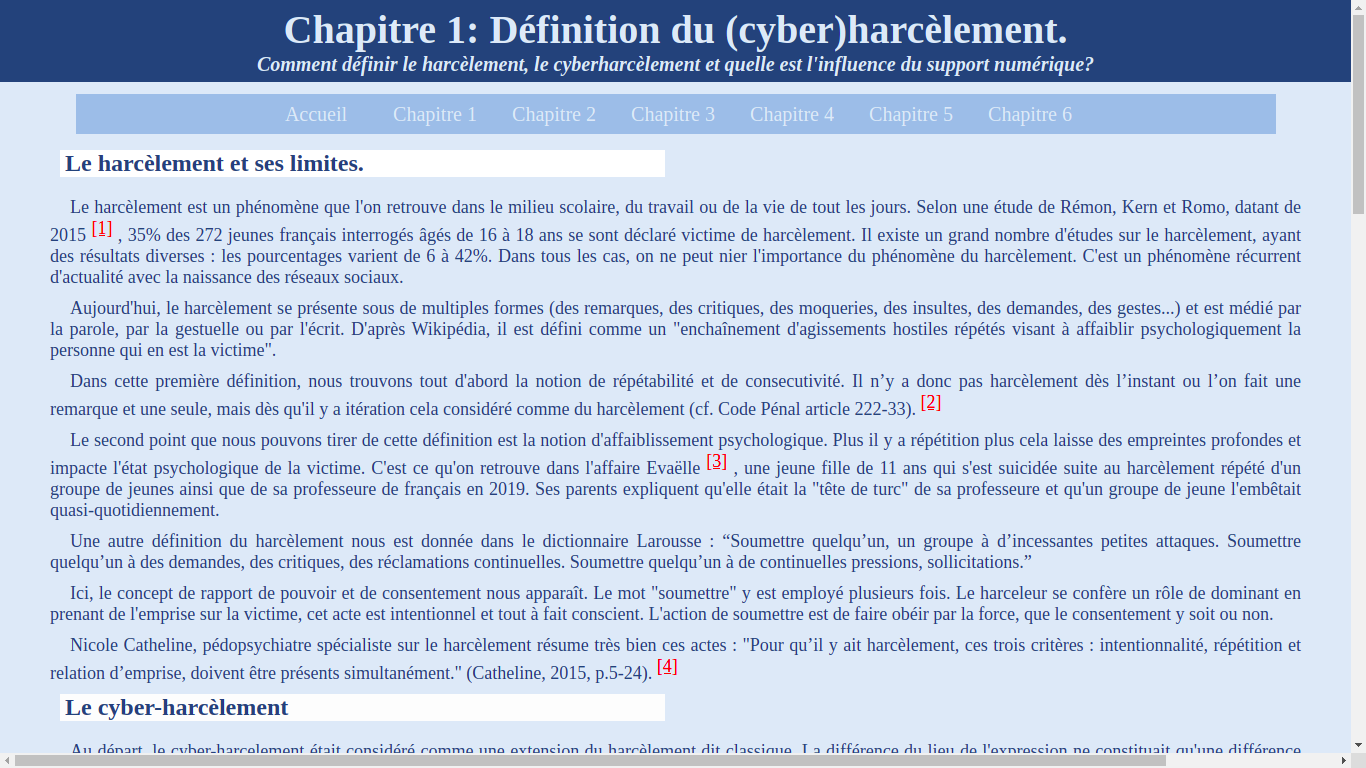 Chapitre 1: Définition du (cyber)harcèlement.
Comment définir le harcèlement, le cyberharcèlement et quelle est l'influence du support numérique?
Accueil Chapitre 1 Chapitre 2 Chapitre 3 Chapitre 4 Chapitre 5 Chapitre 6
Le harcèlement et ses limites.
Le harcèlement est un phénomène que l'on retrouve dans le milieu scolaire, du travail ou de la vie de tout les jours. Selon une étude de Rémon, Kern et Romo, datant de
2015 [1] , 35% des 272 jeunes français interrogés âgés de 16 à 18 ans se sont déclaré victime de harcèlement. Il existe un grand nombre d'études sur le harcèlement, ayant
des résultats diverses : les pourcentages varient de 6 à 42%. Dans tous les cas, on ne peut nier l'importance du phénomène du harcèlement. C'est un phénomène récurrent
d'actualité avec la naissance des réseaux sociaux.
Aujourd'hui, le harcèlement se présente sous de multiples formes (des remarques, des critiques, des moqueries, des insultes, des demandes, des gestes...) et est médié par
la parole, par la gestuelle ou par l'écrit. D'après Wikipédia, il est défini comme un "enchaînement d'agissements hostiles répétés visant à affaiblir psychologiquement la
personne qui en est la victime".
Dans cette première définition, nous trouvons tout d'abord la notion de répétabilité et de consecutivité. Il n’y a donc pas harcèlement dès l’instant ou l’on fait une
remarque et une seule, mais dès qu'il y a itération cela considéré comme du harcèlement (cf. Code Pénal article 222-33). [2]
Le second point que nous pouvons tirer de cette définition est la notion d'affaiblissement psychologique. Plus il y a répétition plus cela laisse des empreintes profondes et
impacte l'état psychologique de la victime. C'est ce qu'on retrouve dans l'affaire Evaëlle [3] , une jeune fille de 11 ans qui s'est suicidée suite au harcèlement répété d'un
groupe de jeunes ainsi que de sa professeure de français en 2019. Ses parents expliquent qu'elle était la "tête de turc" de sa professeure et qu'un groupe de jeune l'embêtait
quasi-quotidiennement.
Une autre définition du harcèlement nous est donnée dans le dictionnaire Larousse : “Soumettre quelqu’un, un groupe à d’incessantes petites attaques. Soumettre
quelqu’un à des demandes, des critiques, des réclamations continuelles. Soumettre quelqu’un à de continuelles pressions, sollicitations.”
Ici, le concept de rapport de pouvoir et de consentement nous apparaît. Le mot "soumettre" y est employé plusieurs fois. Le harceleur se confère un rôle de dominant en
prenant de l'emprise sur la victime, cet acte est intentionnel et tout à fait conscient. L'action de soumettre est de faire obéir par la force, que le consentement y soit ou non.
Nicole Catheline, pédopsychiatre spécialiste sur le harcèlement résume très bien ces actes : "Pour qu’il y ait harcèlement, ces trois critères : intentionnalité, répétition et
relation d’emprise, doivent être présents simultanément." (Catheline, 2015, p.5-24). [4]
Le cyber-harcèlement
Au départ, le cyber-harcelement était considéré comme une extension du harcèlement dit classique. La différence du lieu de l'expression ne constituait qu'une différence